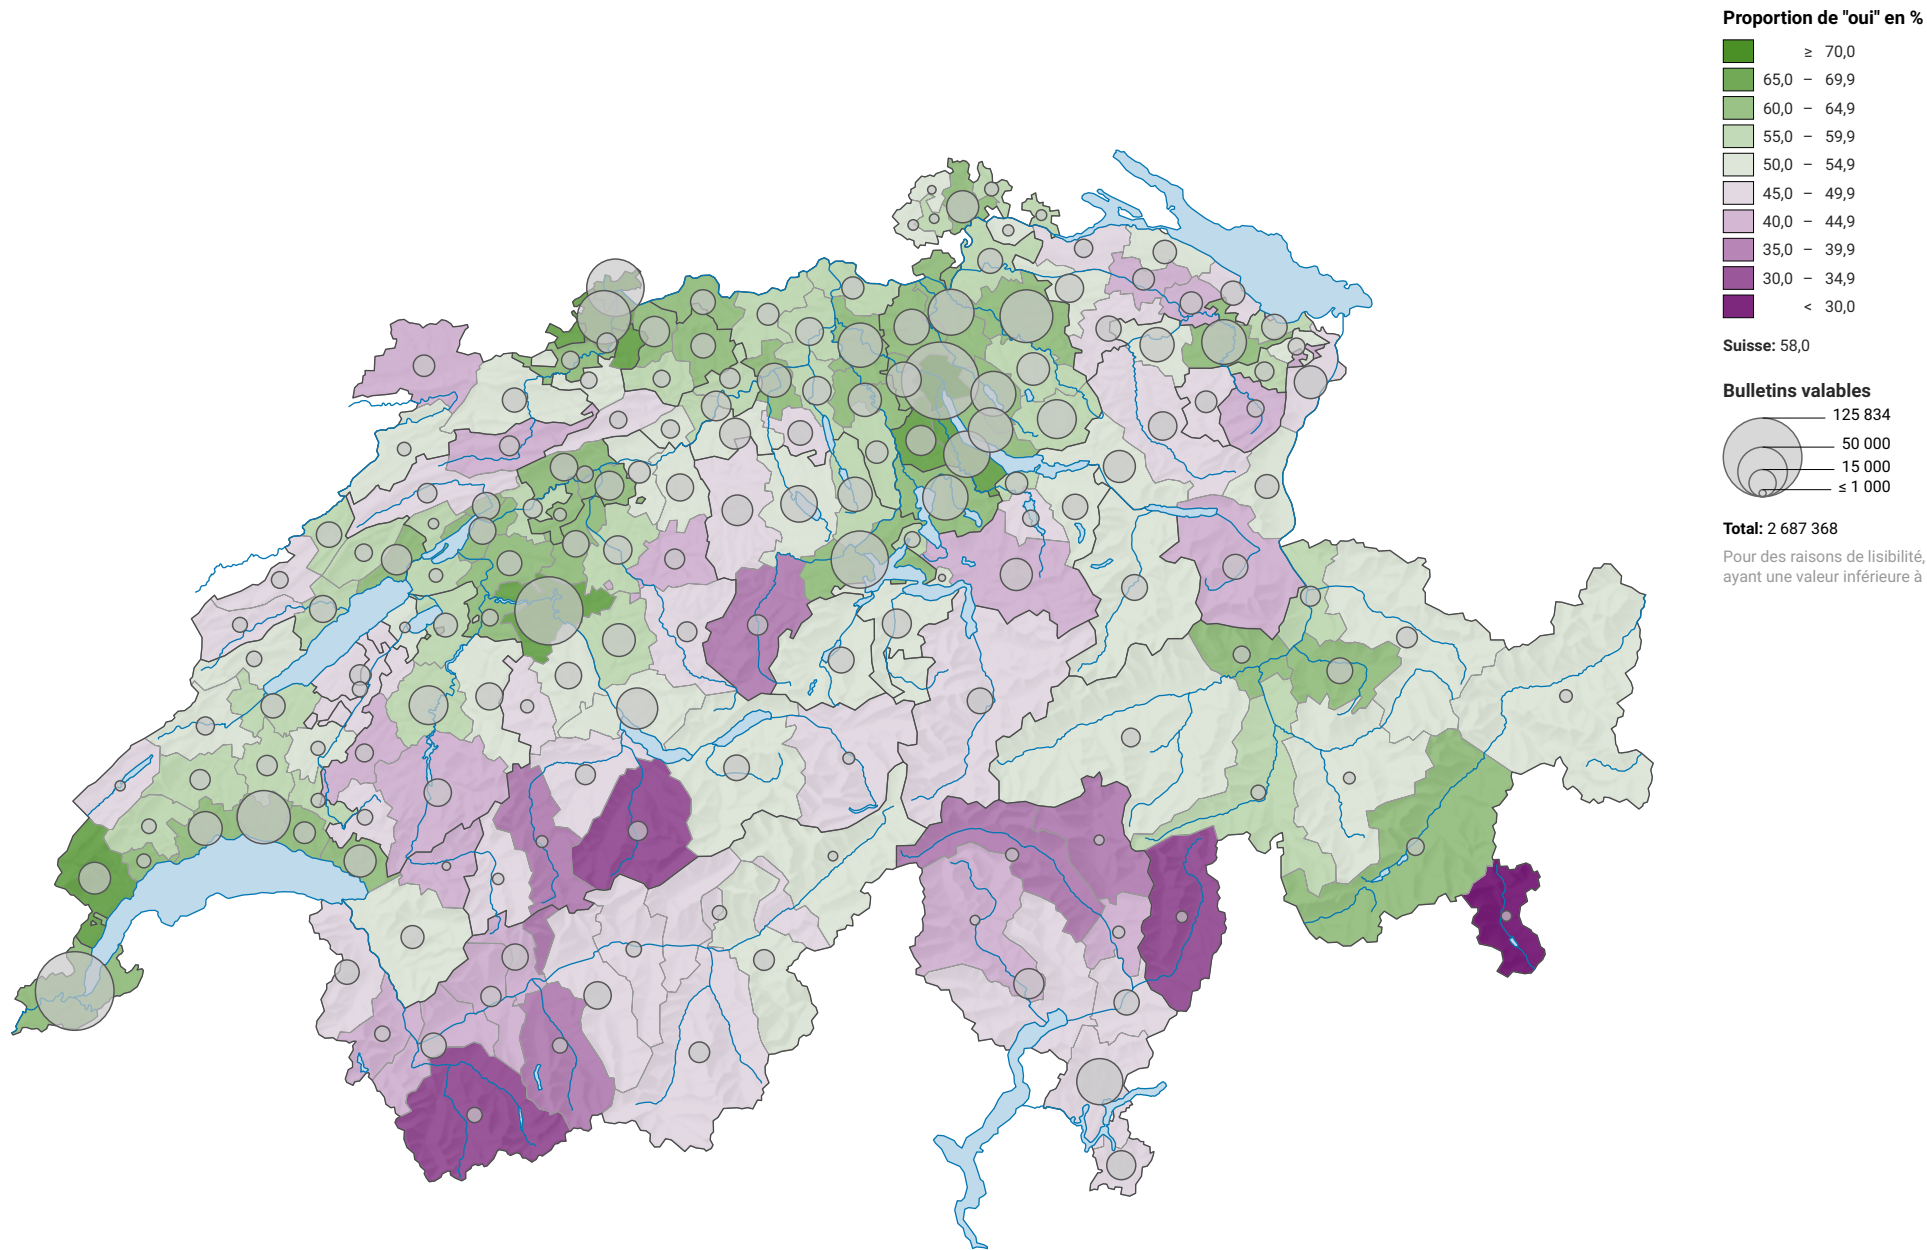 Proportion de "oui" en %
≥ 70,0
65,0 – 69,9
60,0 – 64,9
55,0 – 59,9
50,0 – 54,9
45,0 – 49,9
40,0 – 44,9
35,0 – 39,9
30,0 – 34,9
< 30,0
Suisse: 58,0
Bulletins valables
125 834
50 000
15 000
≤ 1 000
Total: 2 687 368
Pour des raisons de lisibilité,
ayant une valeur inférieure à